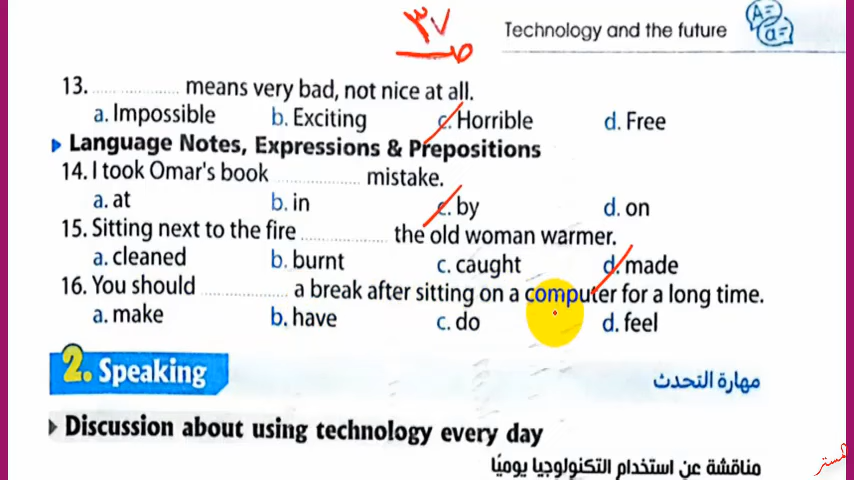 ٣٧
Technology and the future
A= a=
13. .................... means very bad, not nice at all.
a. Impossible b. Exciting c. Horrible d. Free
Language Notes, Expressions & Prepositions
14. I took Omar's book .................... mistake.
a. at b. in c. by d. on
15. Sitting next to the fire .................... the old woman warmer.
a. cleaned b. burnt c. caught d. made
16. You should .................... a break after sitting on a computer for a long time.
a. make b. have c. do d. feel
2. Speaking مهارة التحدث
Discussion about using technology every day
مناقشة عن استخدام التكنولوجيا يوميًا